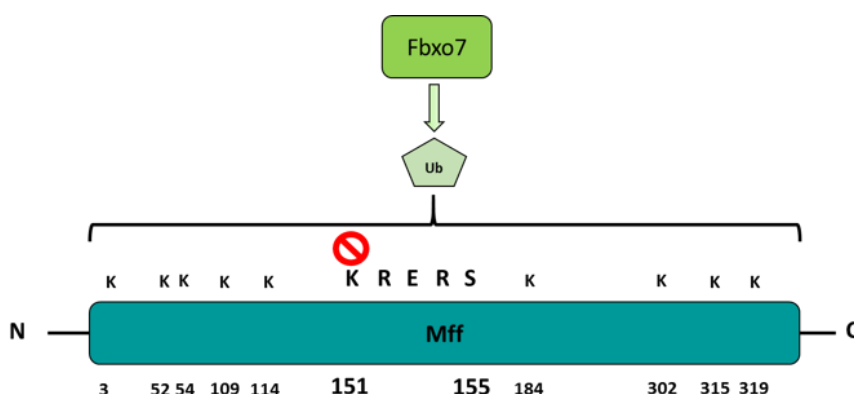 Fbxo7
Ub
K K K K K K R E R S K K K K
N Mff C
3 52 54 109 114 151 155 184 302 315 319